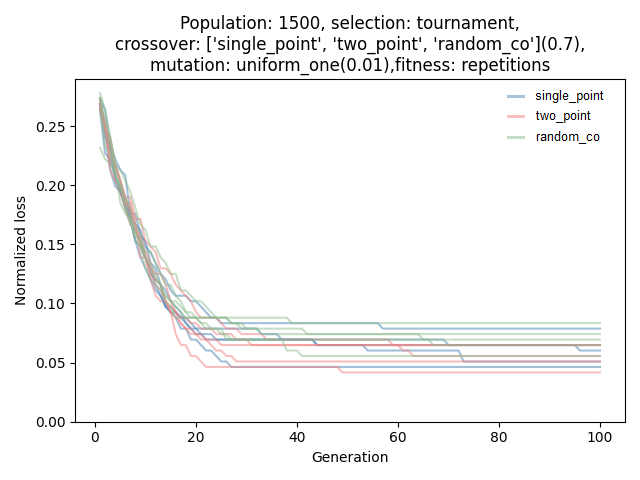 Population: 1500, selection: tournament,
crossover: ['single_point', 'two_point', 'random_co'](0.7),
mutation: uniform_one(0.01),fitness: repetitions
single_point
two_point
random_co
Normalized loss
0.25
0.20
0.15
0.10
0.05
0.00
0
20
40
60
80
100
Generation